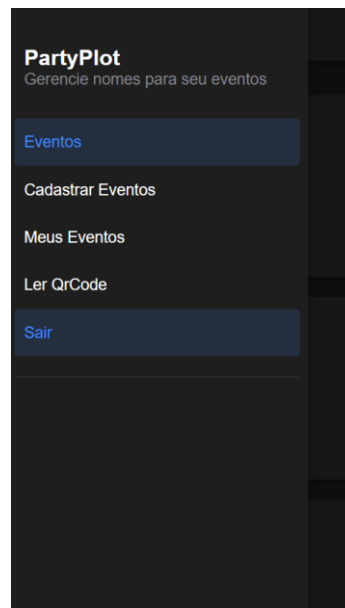 PartyPlot
Gerencie nomes para seu eventos
Eventos
Cadastrar Eventos
Meus Eventos
Ler QrCode
Sair